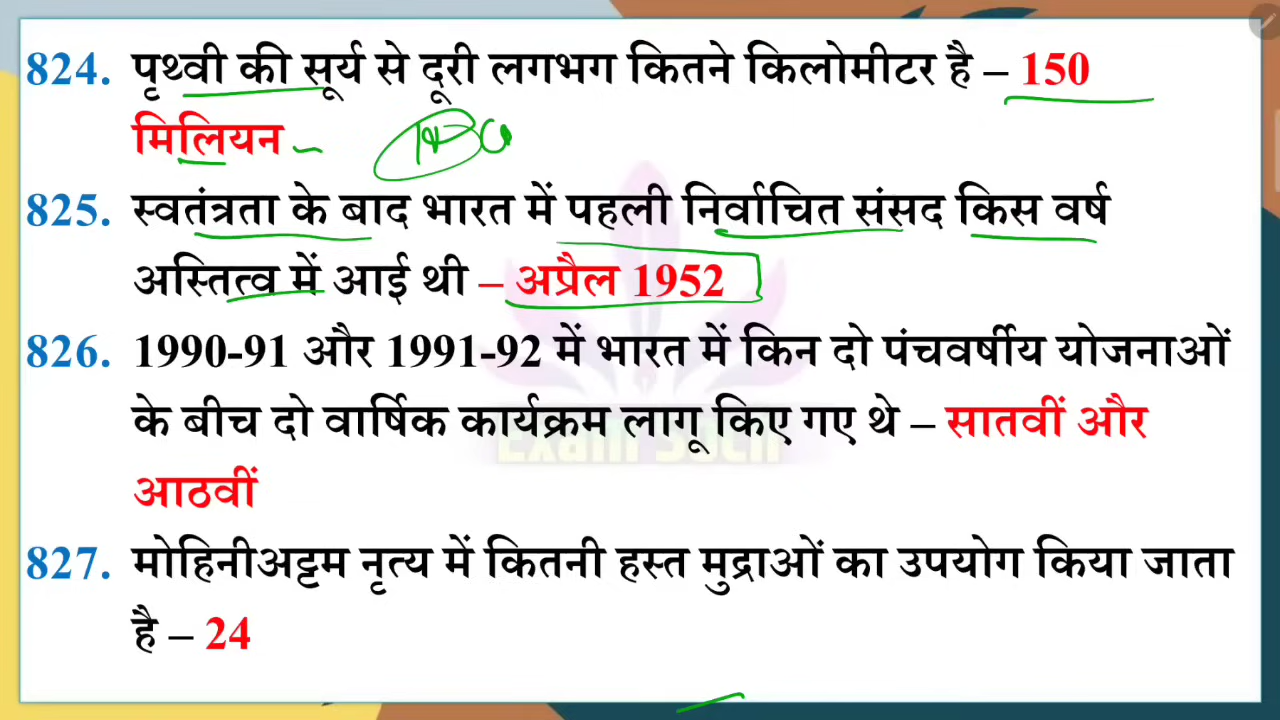 824. पृथ्वी की सूर्य से दूरी लगभग कितने किलोमीटर है – 150
मिलियन
825. स्वतंत्रता के बाद भारत में पहली निर्वाचित संसद किस वर्ष
अस्तित्व में आई थी – अप्रैल 1952
826. 1990-91 और 1991-92 में भारत में किन दो पंचवर्षीय योजनाओं
के बीच दो वार्षिक कार्यक्रम लागू किए गए थे – सातवीं और
Exam Sach
आठवीं
827. मोहिनीअट्टम नृत्य में कितनी हस्त मुद्राओं का उपयोग किया जाता
है – 24